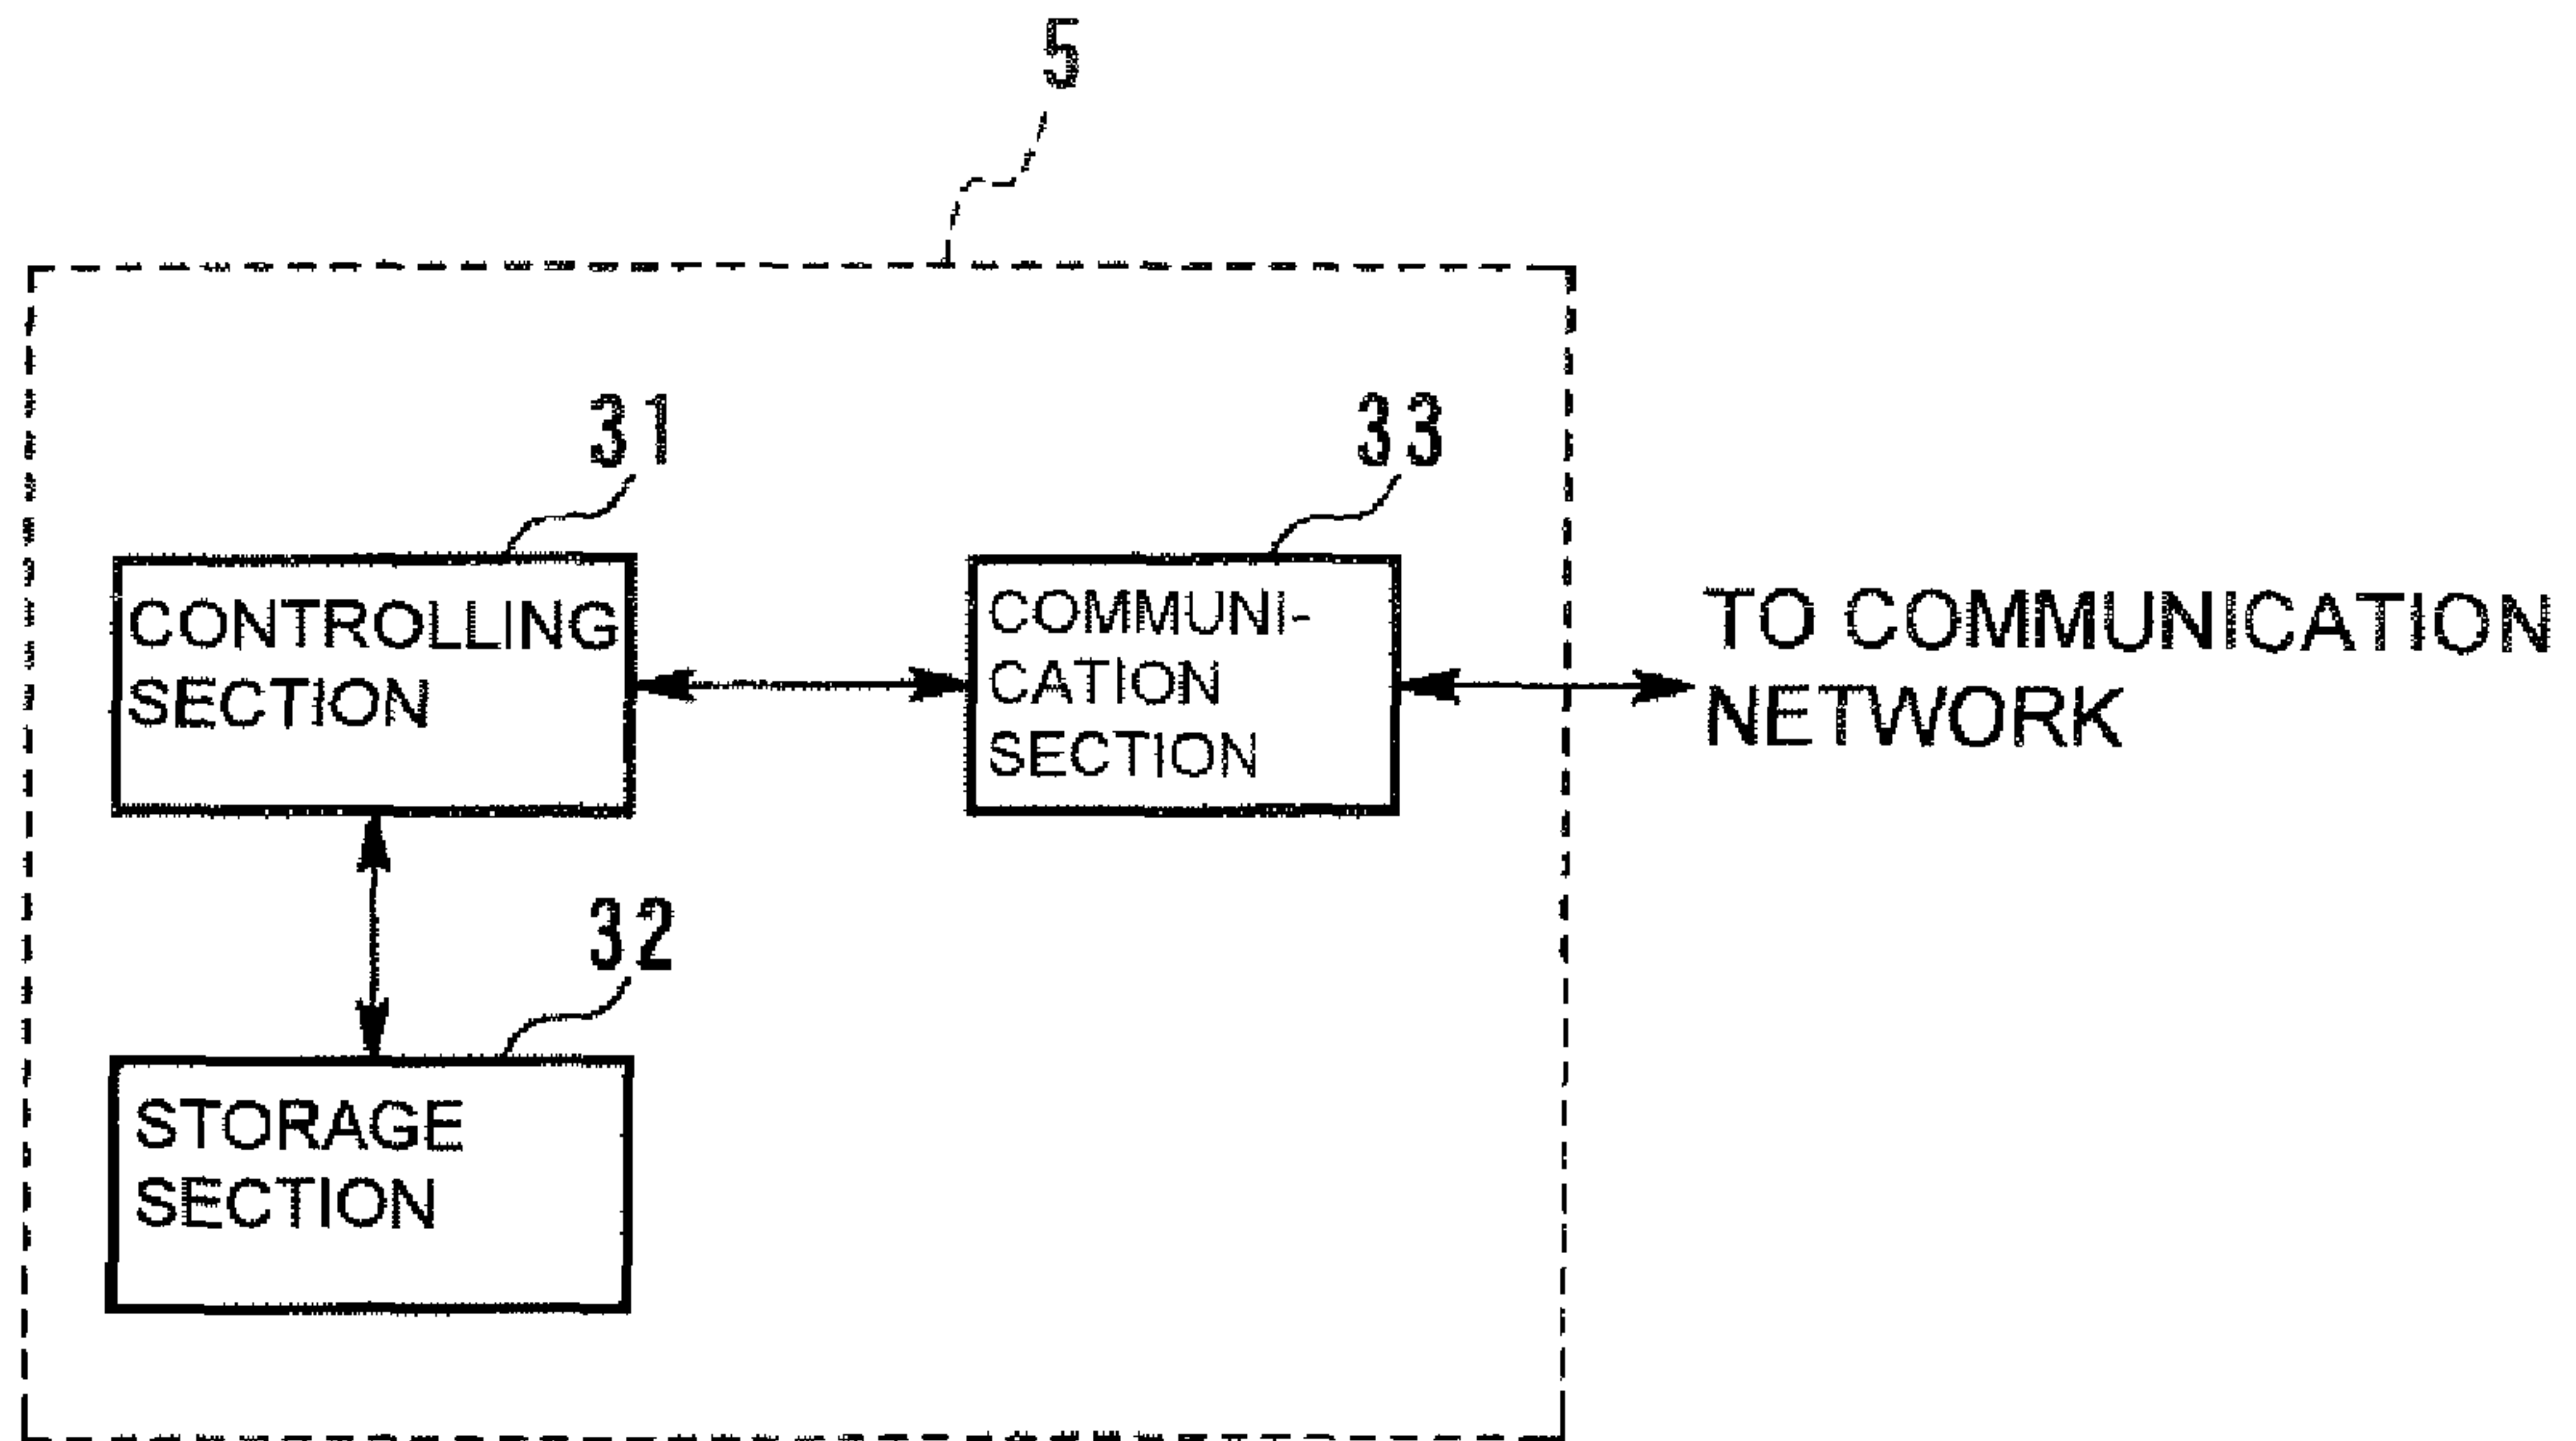 5
31
33
CONTROLLING
SECTION
COMMUNI-
CATION
SECTION
TO COMMUNICATION
NETWORK
32
STORAGE
SECTION